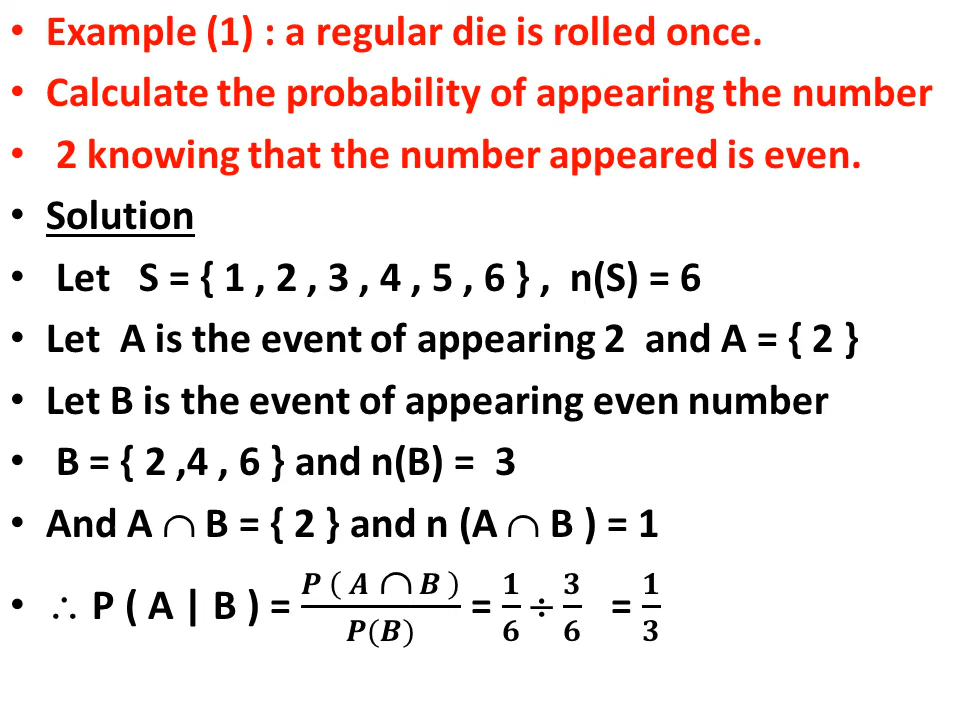 • Example (1) : a regular die is rolled once.
• Calculate the probability of appearing the number
• 2 knowing that the number appeared is even.
• Solution
• Let S = { 1 , 2 , 3 , 4 , 5 , 6 } , n(S) = 6
• Let A is the event of appearing 2 and A = { 2 }
• Let B is the event of appearing even number
• B = { 2 ,4 , 6 } and n(B) = 3
• And A ∩ B = { 2 } and n (A ∩ B ) = 1
• ∴ P ( A | B ) = P ( A ∩ B ) / P(B) = 1/6 ÷ 3/6 = 1/3